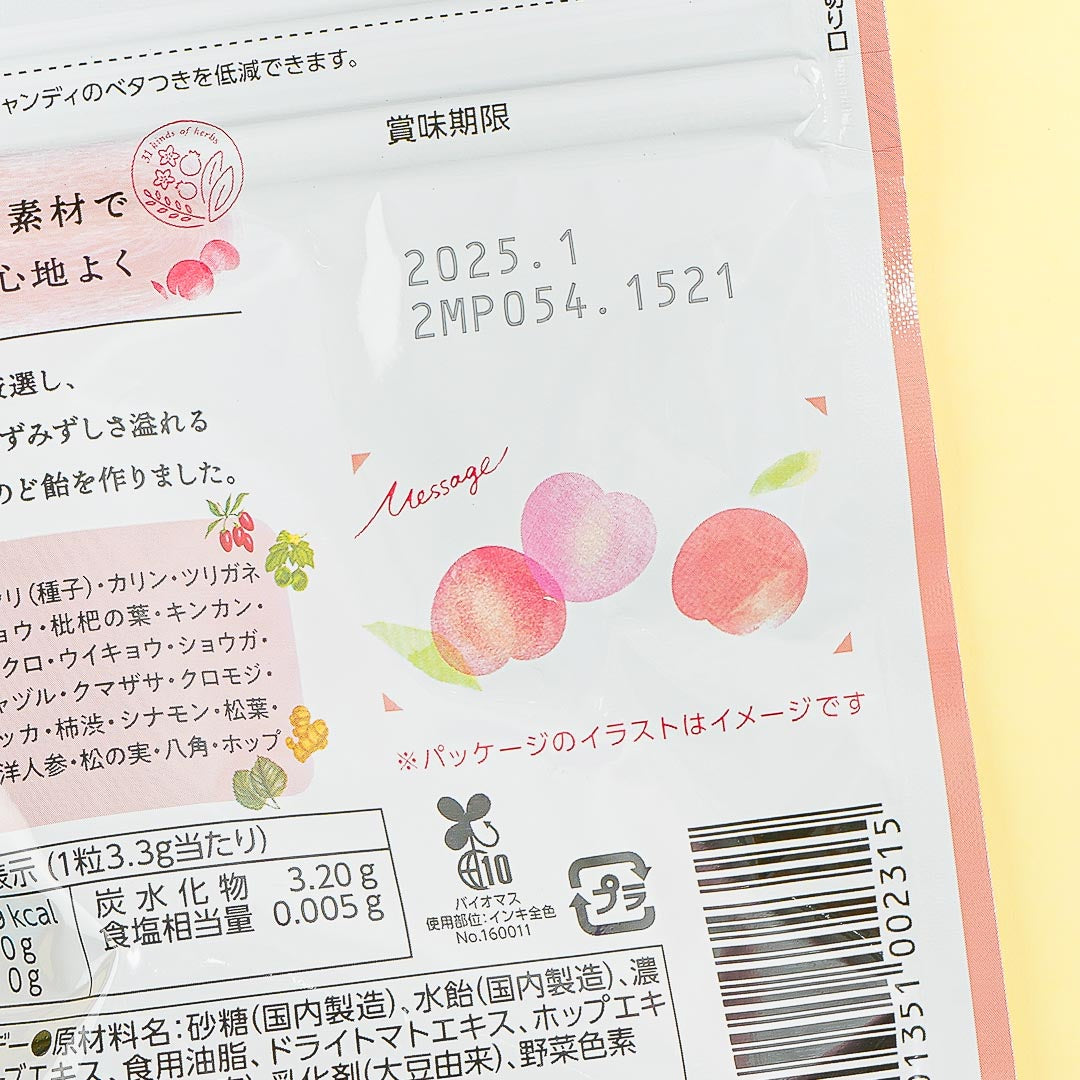 切り口
ャンディのベタつきを低減できます。
賞味期限
31 kinds of herbs
素材で
心地よく
2025.1
2MP054.1521
選し、
ずみずしさ溢れる
のど飴を作りました。
Message
リ(種子)・カリン・ツリガネ
ョウ・枇杷の葉・キンカン・
クロ・ウイキョウ・ショウガ・
ャヅル・クマザサ・クロモジ・
ッカ・柿渋・シナモン・松葉・
洋人参・松の実・八角・ホップ
※パッケージのイラストはイメージです
表示 (1粒3.3g当たり)
kcal
0g
0g
炭水化物 3.20g
食塩相当量 0.005g
10
バイオマス
使用部位:インキ全色
No.160011
プラ
1351 002315
デー●原材料名:砂糖(国内製造)、水飴(国内製造)、濃
ブエキス、食用油脂、ドライトマトエキス、ホップエキ
乳化剤(大豆由来)、野菜色素